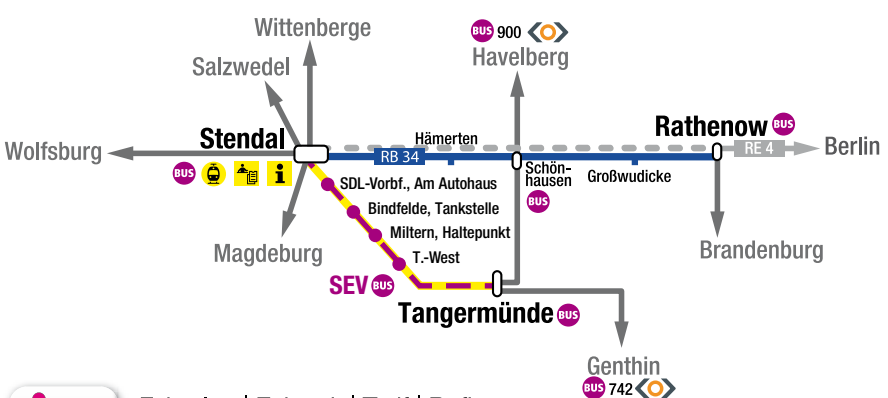 Wittenberge
BUS 900
Havelberg
Salzwedel
Stendal
Hämerten
Rathenow BUS
Wolfsburg
RB 34
RE 4
Berlin
BUS
i
Schön-
hausen
BUS
Großwudicke
SDL-Vorbf., Am Autohaus
Bindfelde, Tankstelle
Miltern, Haltepunkt
T.-West
Magdeburg
Brandenburg
SEV BUS
Tangermünde BUS
Genthin
BUS 742